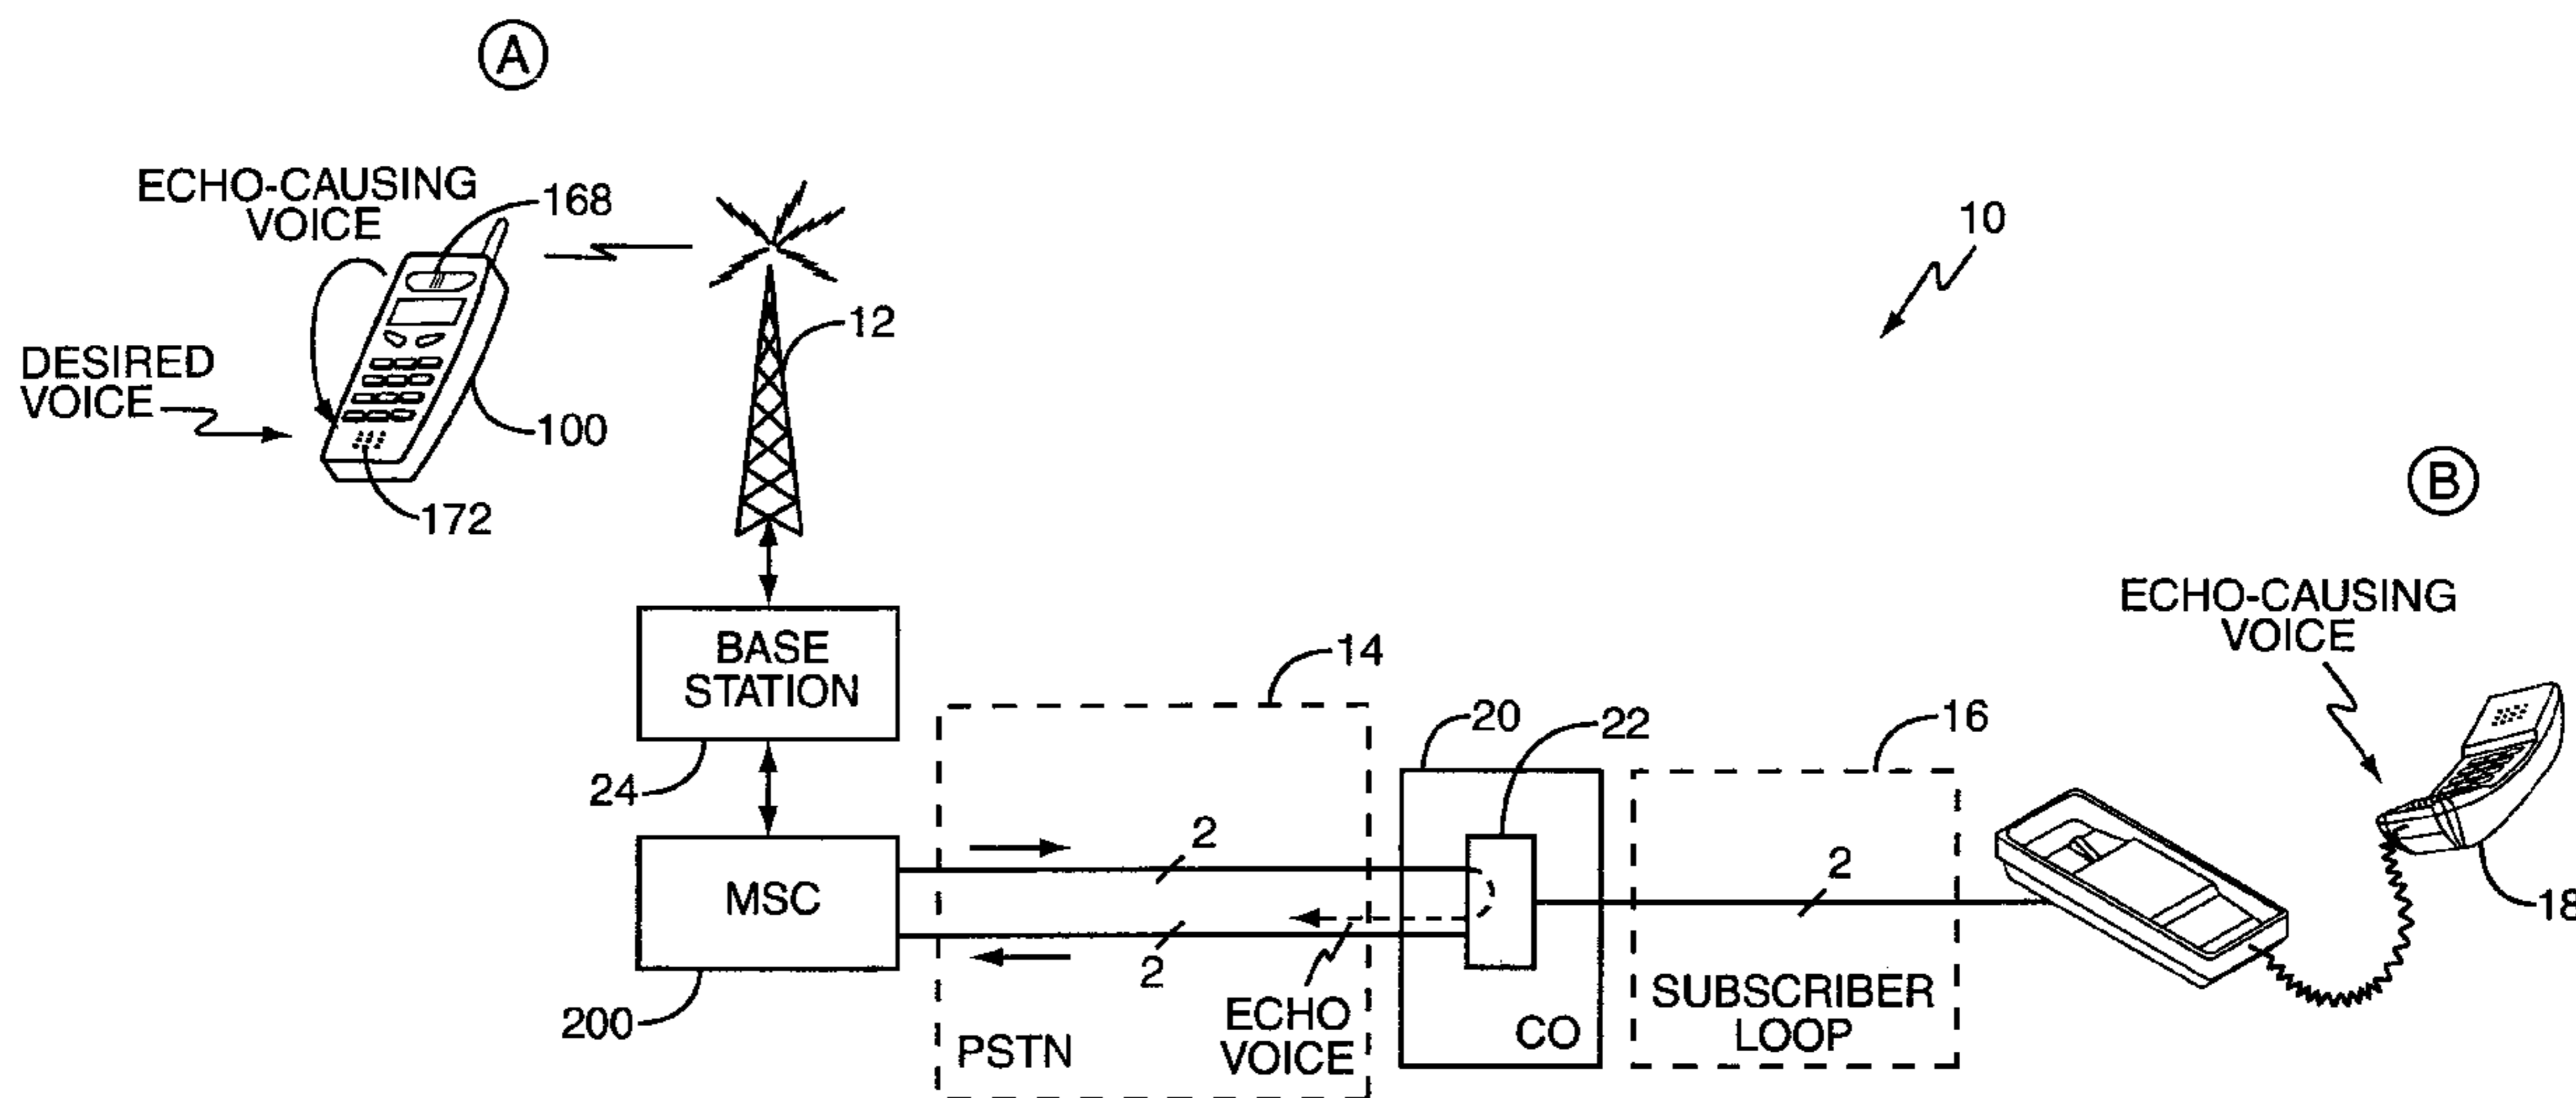 A
ECHO-CAUSING
VOICE
168
10
12
DESIRED
VOICE
100
172
B
ECHO-CAUSING
VOICE
BASE
STATION
14
24
20
22
16
2
2
18
MSC
2
200
PSTN
ECHO
VOICE
CO
SUBSCRIBER
LOOP